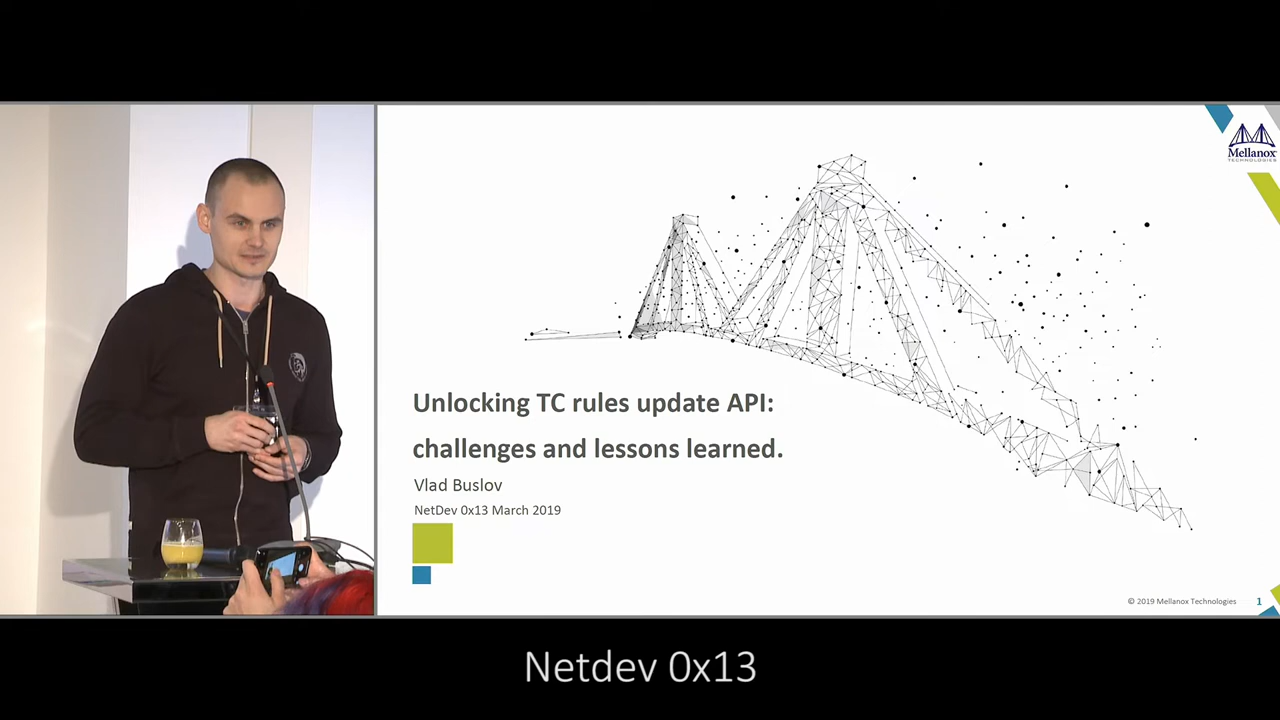 Mellanox
TECHNOLOGIES
Unlocking TC rules update API:
challenges and lessons learned.
Vlad Buslov
NetDev 0x13 March 2019
© 2019 Mellanox Technologies
1
Netdev 0x13